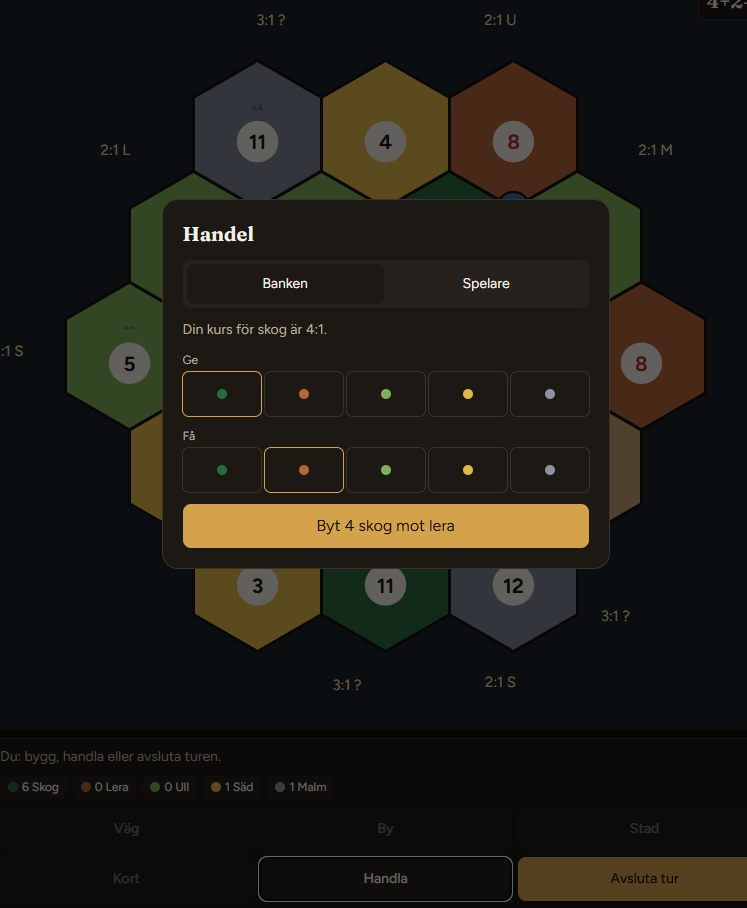 3:1 ?
2:1 U
11
4
8
2:1 L
2:1 M
Handel
Banken
Spelare
Din kurs för skog är 4:1.
:1 S
5
8
Ge
Få
Byt 4 skog mot lera
3
11
12
3:1 ?
3:1 ?
2:1 S
Du: bygg, handla eller avsluta turen.
6 Skog
0 Lera
0 Ull
1 Säd
1 Malm
Väg
By
Stad
Kort
Handla
Avsluta tur